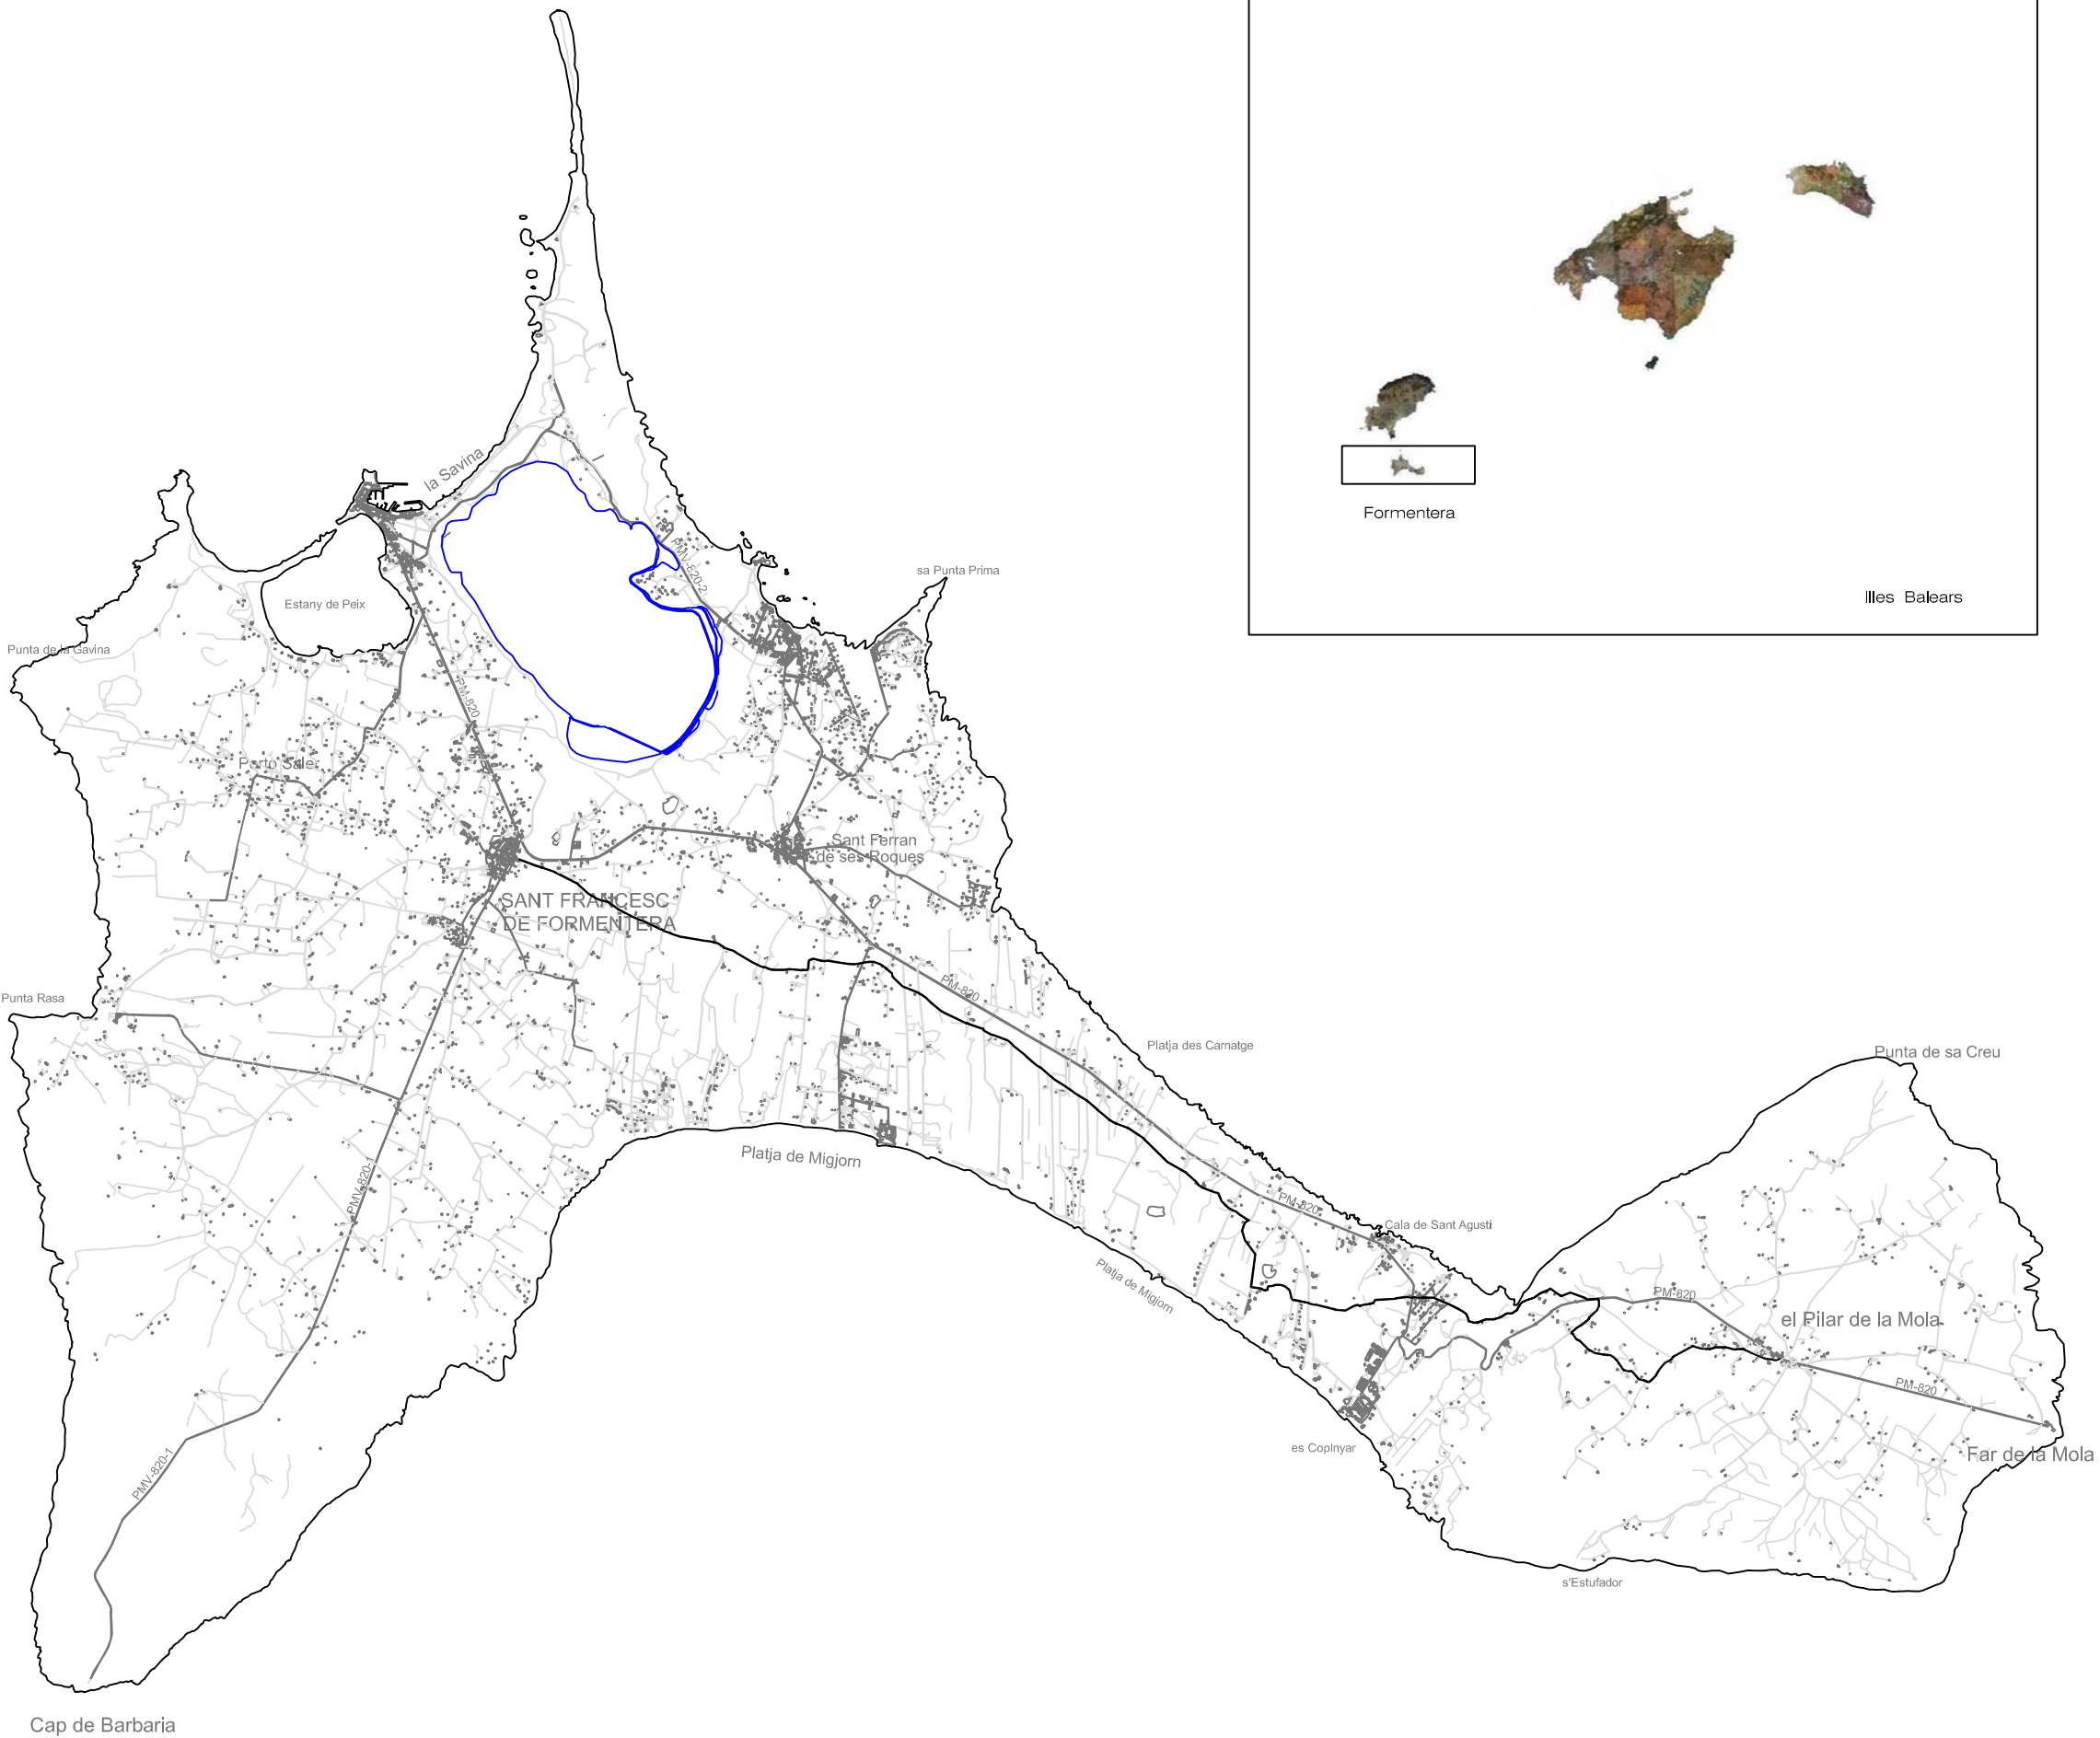 Formentera
Illes Balears
la Savina
PMV-820-2
sa Punta Prima
Estany de Peix
Punta de la Gavina
PM-820
Porto Saler
Sant Ferran
de ses Roques
SANT FRANCESC
DE FORMENTERA
Punta Rasa
PM-820
Platja des Carnatge
Punta de sa Creu
Platja de Migjorn
PMV-820-1
PM-820
Cala de Sant Agustí
Platja de Migjorn
PM-820
el Pilar de la Mola
PM-820
es Copinyar
Far de la Mola
PMV-820-1
s'Estufador
Cap de Barbaria